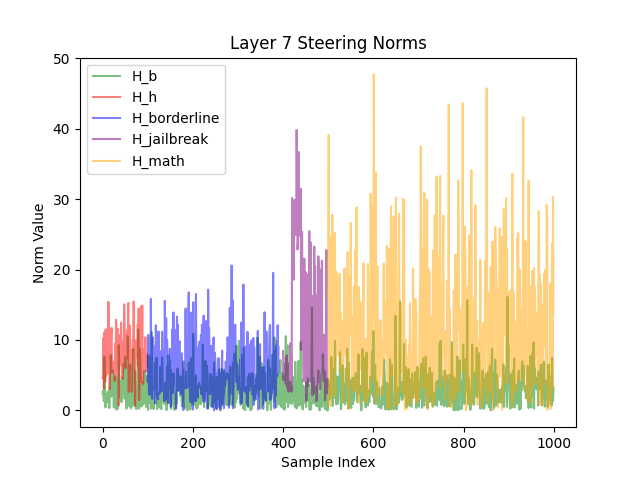 Layer 7 Steering Norms
50
40
30
20
10
0
Norm Value
H_b
H_h
H_borderline
H_jailbreak
H_math
0 200 400 600 800 1000
Sample Index